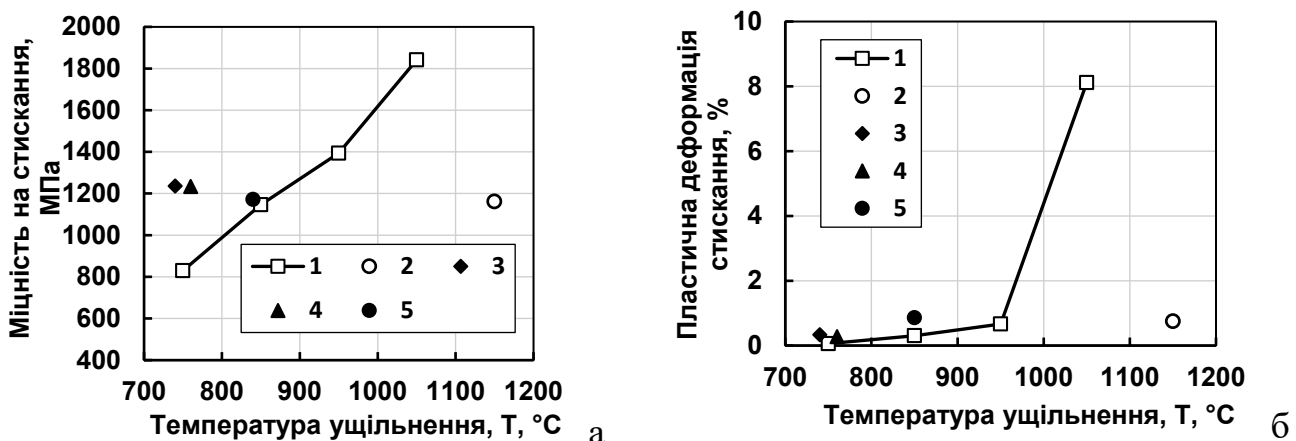 Міцність на стискання,
МПа
2000
1800
1600
1400
1200
1000
800
600
400
1
2
3
4
5
700 800 900 1000 1100 1200
Температура ущільнення, Т, °С
а
Пластична деформація
стискання, %
10
8
6
4
2
0
1
2
3
4
5
700 800 900 1000 1100 1200
Температура ущільнення, Т, °С
б